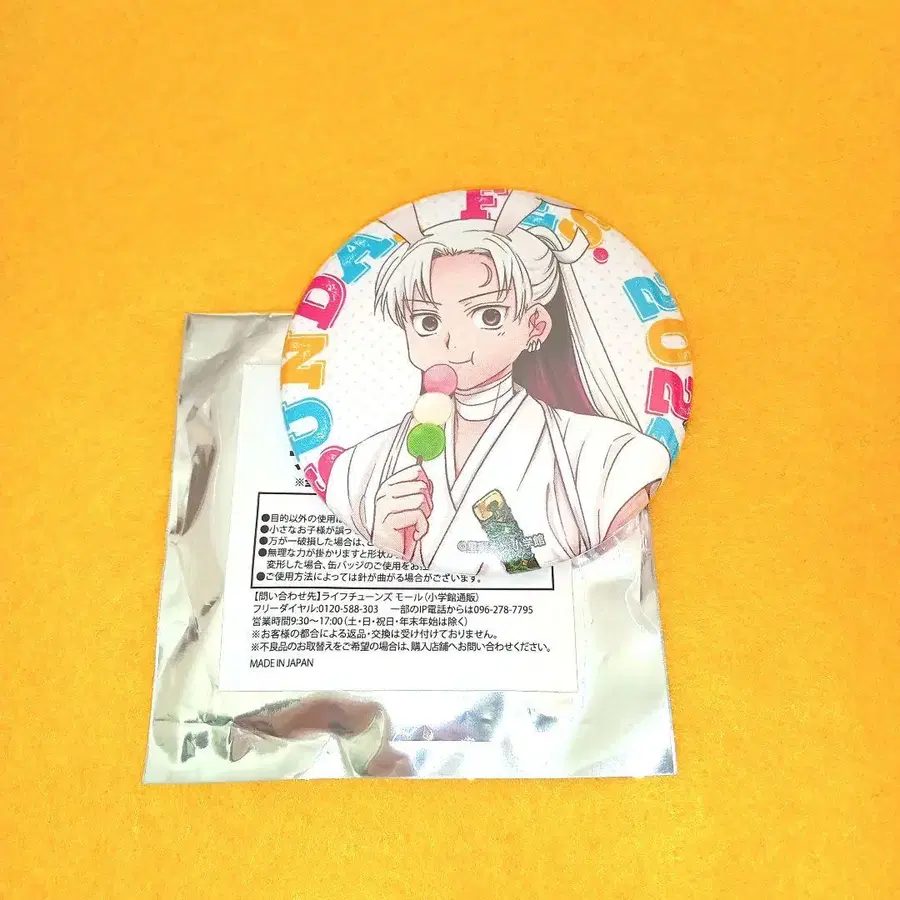 SUNDA
FES.
202
館
※
●目的以外の使用は
●小さなお子様が誤っ
●万が一破損した場合は、
●無理な力が掛かりますと形状が
変形した場合、缶バッジのご使用をお
●ご使用方法によっては針が曲がる場合がございます。
【問い合わせ先】ライフチューンズ モール（小学館通販）
フリーダイヤル:0120-588-303 一部のIP電話からは096-278-7795
営業時間9:30～17:00（土・日・祝日・年末年始は除く）
※お客様の都合による返品・交換は受け付けておりません。
※不良品のお取替えをご希望の場合は、購入店舗へお問い合わせください。
MADE IN JAPAN